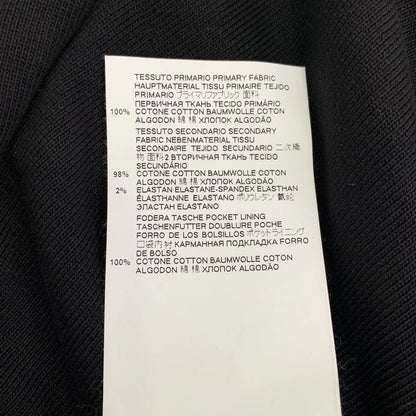 TESSUTO PRIMARIO PRIMARY FABRIC
HAUPTMATERIAL TISSU PRIMAIRE TEJIDO
PRIMARIO プライマリファブリック 面料
ПЕРВИЧНАЯ ТКАНЬ TECIDO PRIMÁRIO
100% COTONE COTTON BAUMWOLLE COTON
ALGODON 綿 棉 ХЛОПОК ALGODÃO
TESSUTO SECONDARIO SECONDARY
FABRIC NEBENMATERIAL TISSU
SECONDAIRE TEJIDO SECUNDARIO 二次織
物 面料2 ВТОРИЧНАЯ ТКАНЬ TECIDO
SECUNDÁRIO
98% COTONE COTTON BAUMWOLLE COTON
ALGODON 綿 棉 ХЛОПОК ALGODÃO
2% ELASTAN ELASTANE-SPANDEX ELASTHAN
ÉLASTHANNE ELASTANO ポリウレタン 氨纶
ЭЛАСТАН ELASTANO
FODERA TASCHE POCKET LINING
TASCHENFUTTER DOUBLURE POCHE
FORRO DE LOS BOLSILLOS ポケットライニング
口袋内衬 КАРМАННАЯ ПОДКЛАДКА FORRO
DE BOLSO
100% COTONE COTTON BAUMWOLLE COTON
ALGODON 綿 棉 ХЛОПОК ALGODÃO